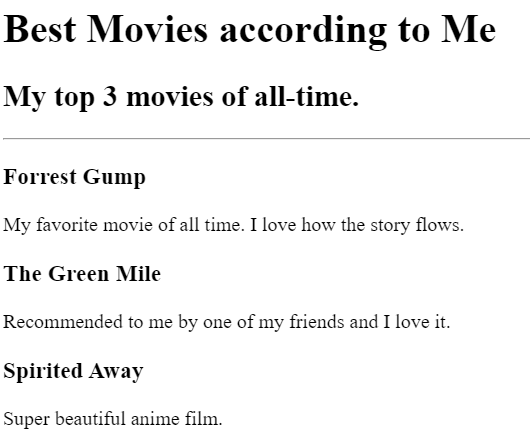 Best Movies according to Me
My top 3 movies of all-time.
Forrest Gump
My favorite movie of all time. I love how the story flows.
The Green Mile
Recommended to me by one of my friends and I love it.
Spirited Away
Super beautiful anime film.